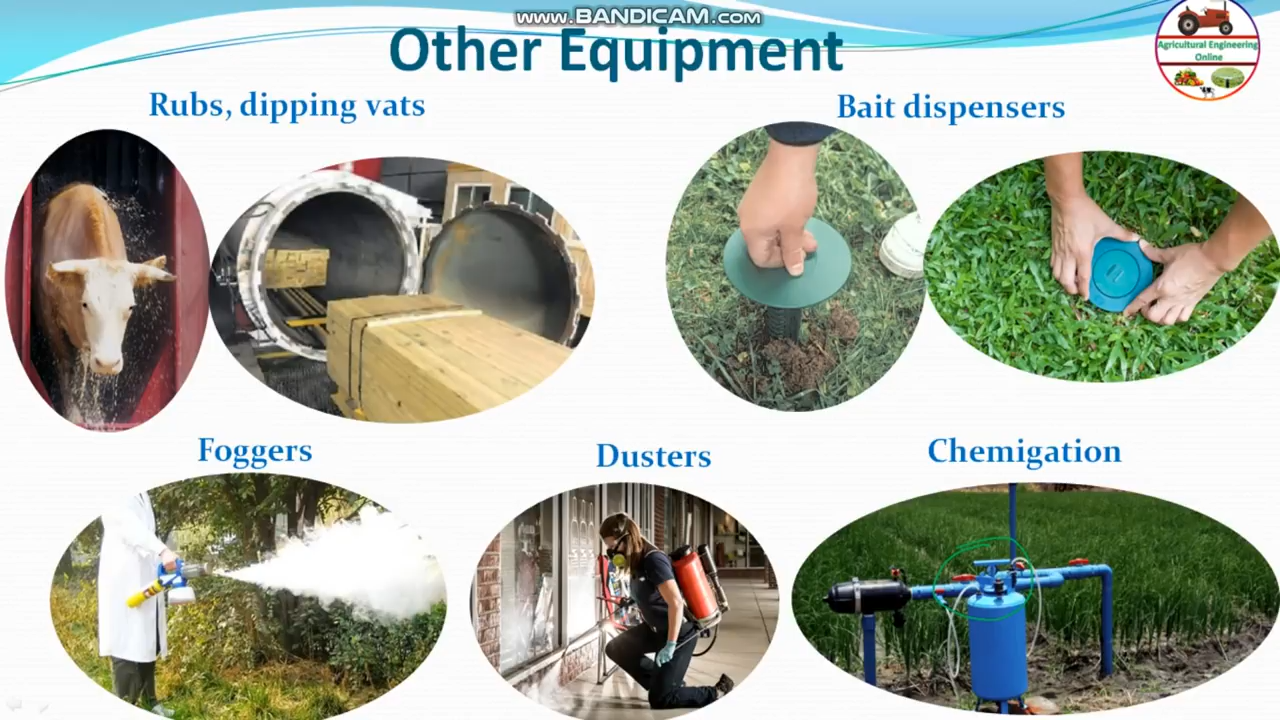 www.BANDICAM.com
Other Equipment
Agricultural Engineering
Online
Rubs, dipping vats
Bait dispensers
Foggers
Dusters
Chemigation